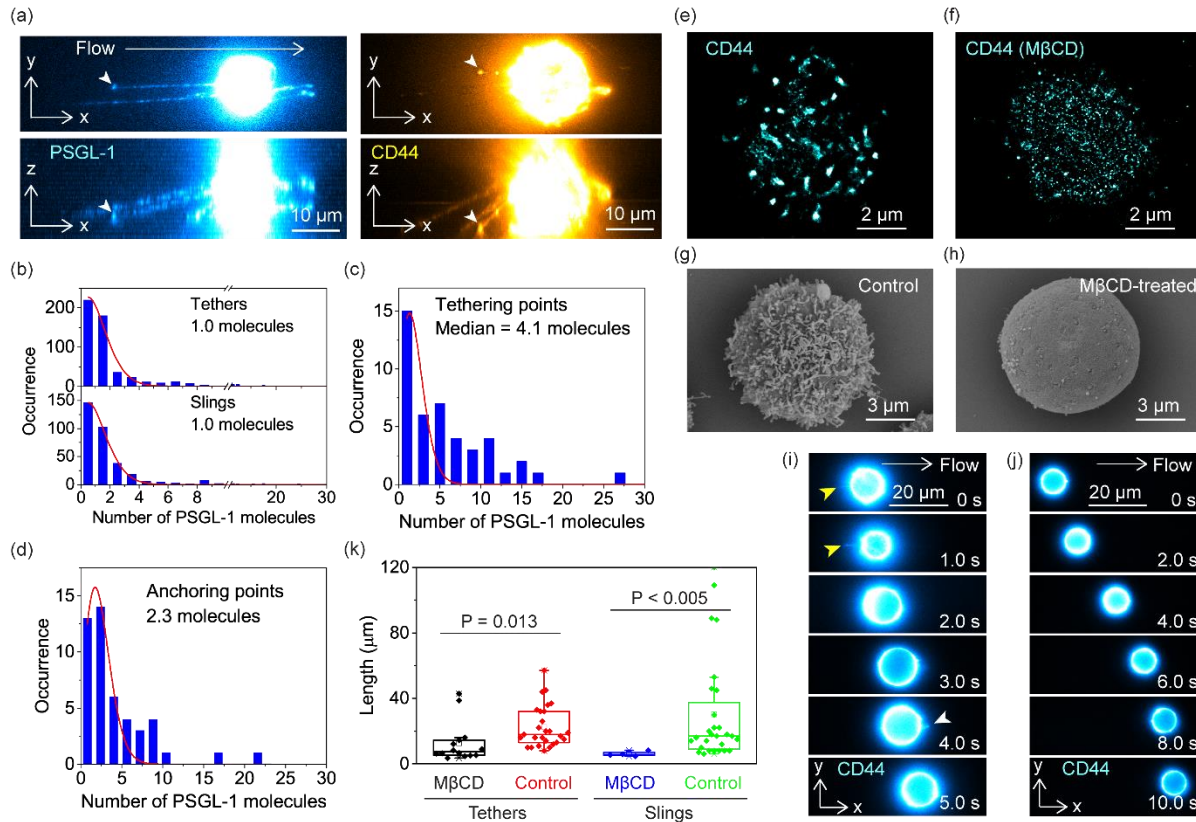 (a)
Flow
y
x
PSGL-1
z
x
10 µm
y
x
CD44
z
x
10 µm
(e)
CD44
2 µm
(f)
CD44 (MβCD)
2 µm
(b)
200
100
0
Tethers
1.0 molecules
150
100
50
0
Slings
1.0 molecules
0 2 4 6 8 10 20 30
Occurrence
Number of PSGL-1 molecules
(c)
15
10
5
0
Tethering points
Median = 4.1 molecules
0 5 10 15 20 25 30
Occurrence
Number of PSGL-1 molecules
(g)
Control
3 µm
(h)
MβCD-treated
3 µm
(d)
15
10
5
0
Anchoring points
2.3 molecules
0 5 10 15 20 25 30
Occurrence
Number of PSGL-1 molecules
(k)
120
80
40
0
Length (µm)
P = 0.013
P < 0.005
MβCD Control MβCD Control
Tethers Slings
(i)
Flow
20 µm
0 s
1.0 s
2.0 s
3.0 s
4.0 s
CD44
y
x
5.0 s
(j)
Flow
20 µm
0 s
2.0 s
4.0 s
6.0 s
8.0 s
CD44
y
x
10.0 s